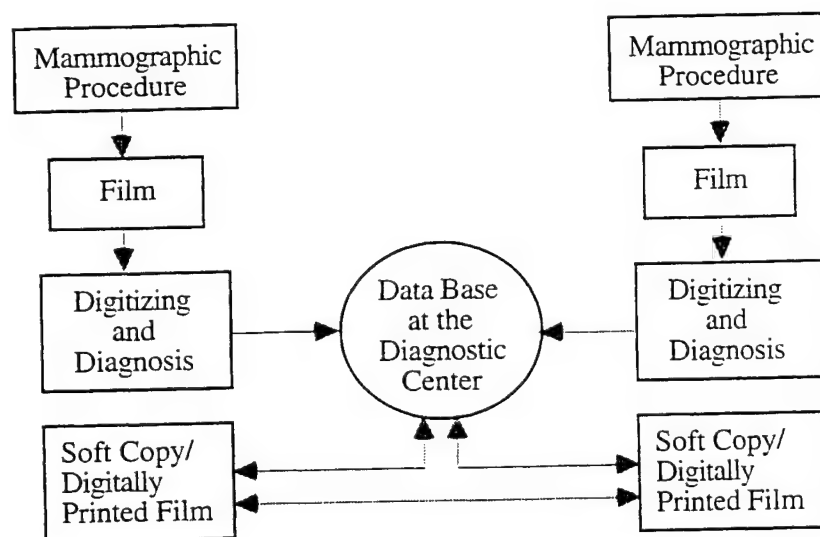 Mammographic
Procedure
Film
Digitizing
and
Diagnosis
Soft Copy/
Digitally
Printed Film
Data Base
at the
Diagnostic
Center
Mammographic
Procedure
Film
Digitizing
and
Diagnosis
Soft Copy/
Digitally
Printed Film